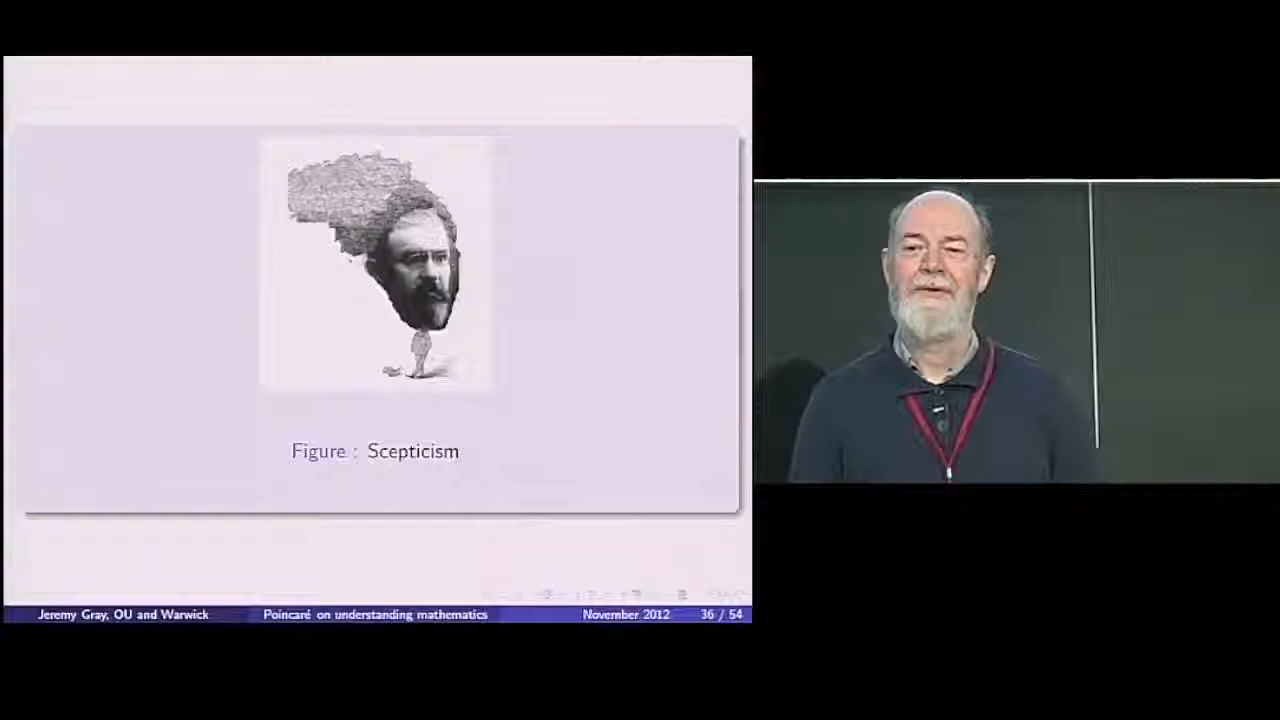 Figure : Scepticism
Jeremy Gray, OU and Warwick Poincaré on understanding mathematics November 2012 36 / 54